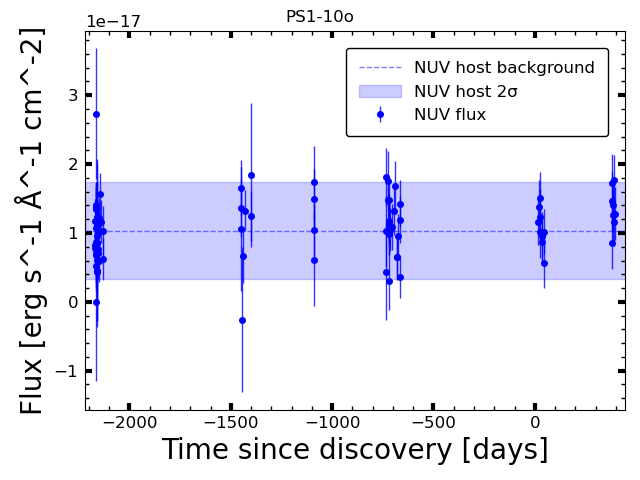 PS1-10o
1e−17
NUV host background
NUV host 2σ
NUV flux
3
2
1
0
−1
Flux [erg s^-1 Å^-1 cm^-2]
−2000 −1500 −1000 −500 0
Time since discovery [days]